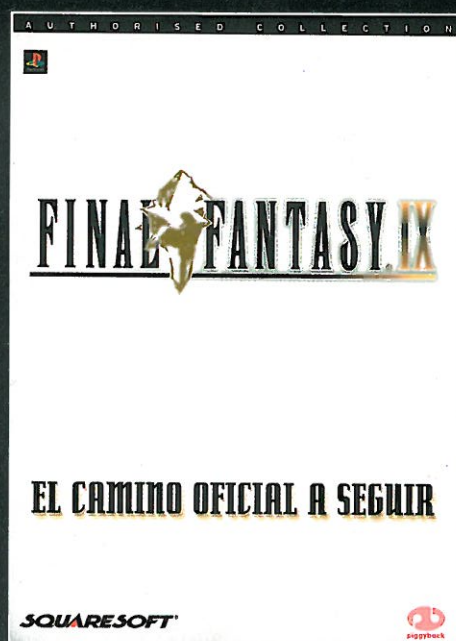 AUTHORISED COLLECTION
FINAL FANTASY® IX
EL CAMINO OFICIAL A SEGUIR
SQUARESOFT®
piggyback